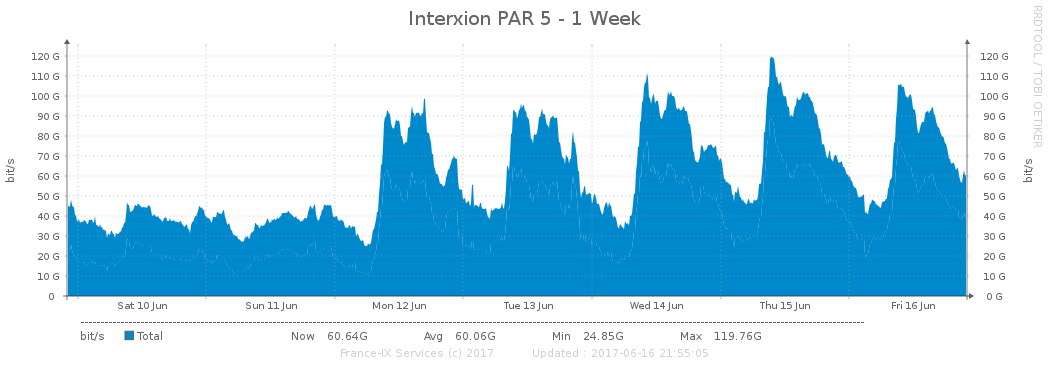 Interxion PAR 5 - 1 Week
RRDTOOL / TOBI OETIKER
bit/s
120 G 120 G
110 G 110 G
100 G 100 G
90 G 90 G
80 G 80 G
70 G 70 G
60 G 60 G
50 G 50 G
40 G 40 G
30 G 30 G
20 G 20 G
10 G 10 G
0 0 G
bit/s
Sat 10 Jun Sun 11 Jun Mon 12 Jun Tue 13 Jun Wed 14 Jun Thu 15 Jun Fri 16 Jun
bit/s Total Now 60.64G Avg 60.06G Min 24.85G Max 119.76G
France-IX Services (c) 2017 Updated : 2017-06-16 21:55:05